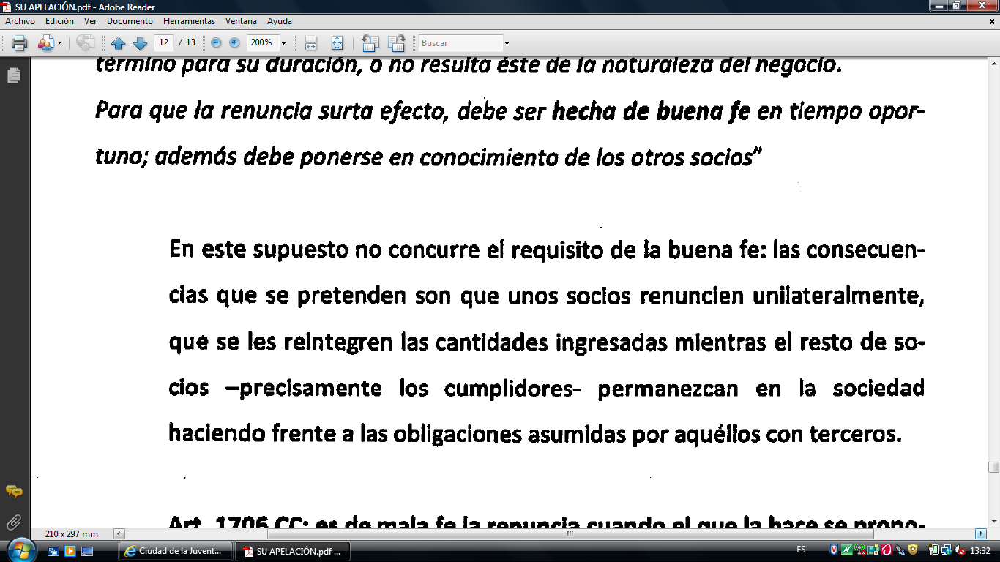 SU APELACIÓN.pdf - Adobe Reader
Archivo Edición Ver Documento Herramientas Ventana Ayuda
12 / 13 200% Buscar
término para su duración, o no resulta éste de la naturaleza del negocio.
Para que la renuncia surta efecto, debe ser hecha de buena fe en tiempo opor-
tuno; además debe ponerse en conocimiento de los otros socios”
En este supuesto no concurre el requisito de la buena fe: las consecuen-
cias que se pretenden son que unos socios renuncien unilateralmente,
que se les reintegren las cantidades ingresadas mientras el resto de so-
cios –precisamente los cumplidores- permanezcan en la sociedad
haciendo frente a las obligaciones asumidas por aquéllos con terceros.
Art. 1706 CC: es de mala fe la renuncia cuando el que la hace se propo-
210 x 297 mm
Ciudad de la Juvent... SU APELACIÓN.pdf ... ES 13:32